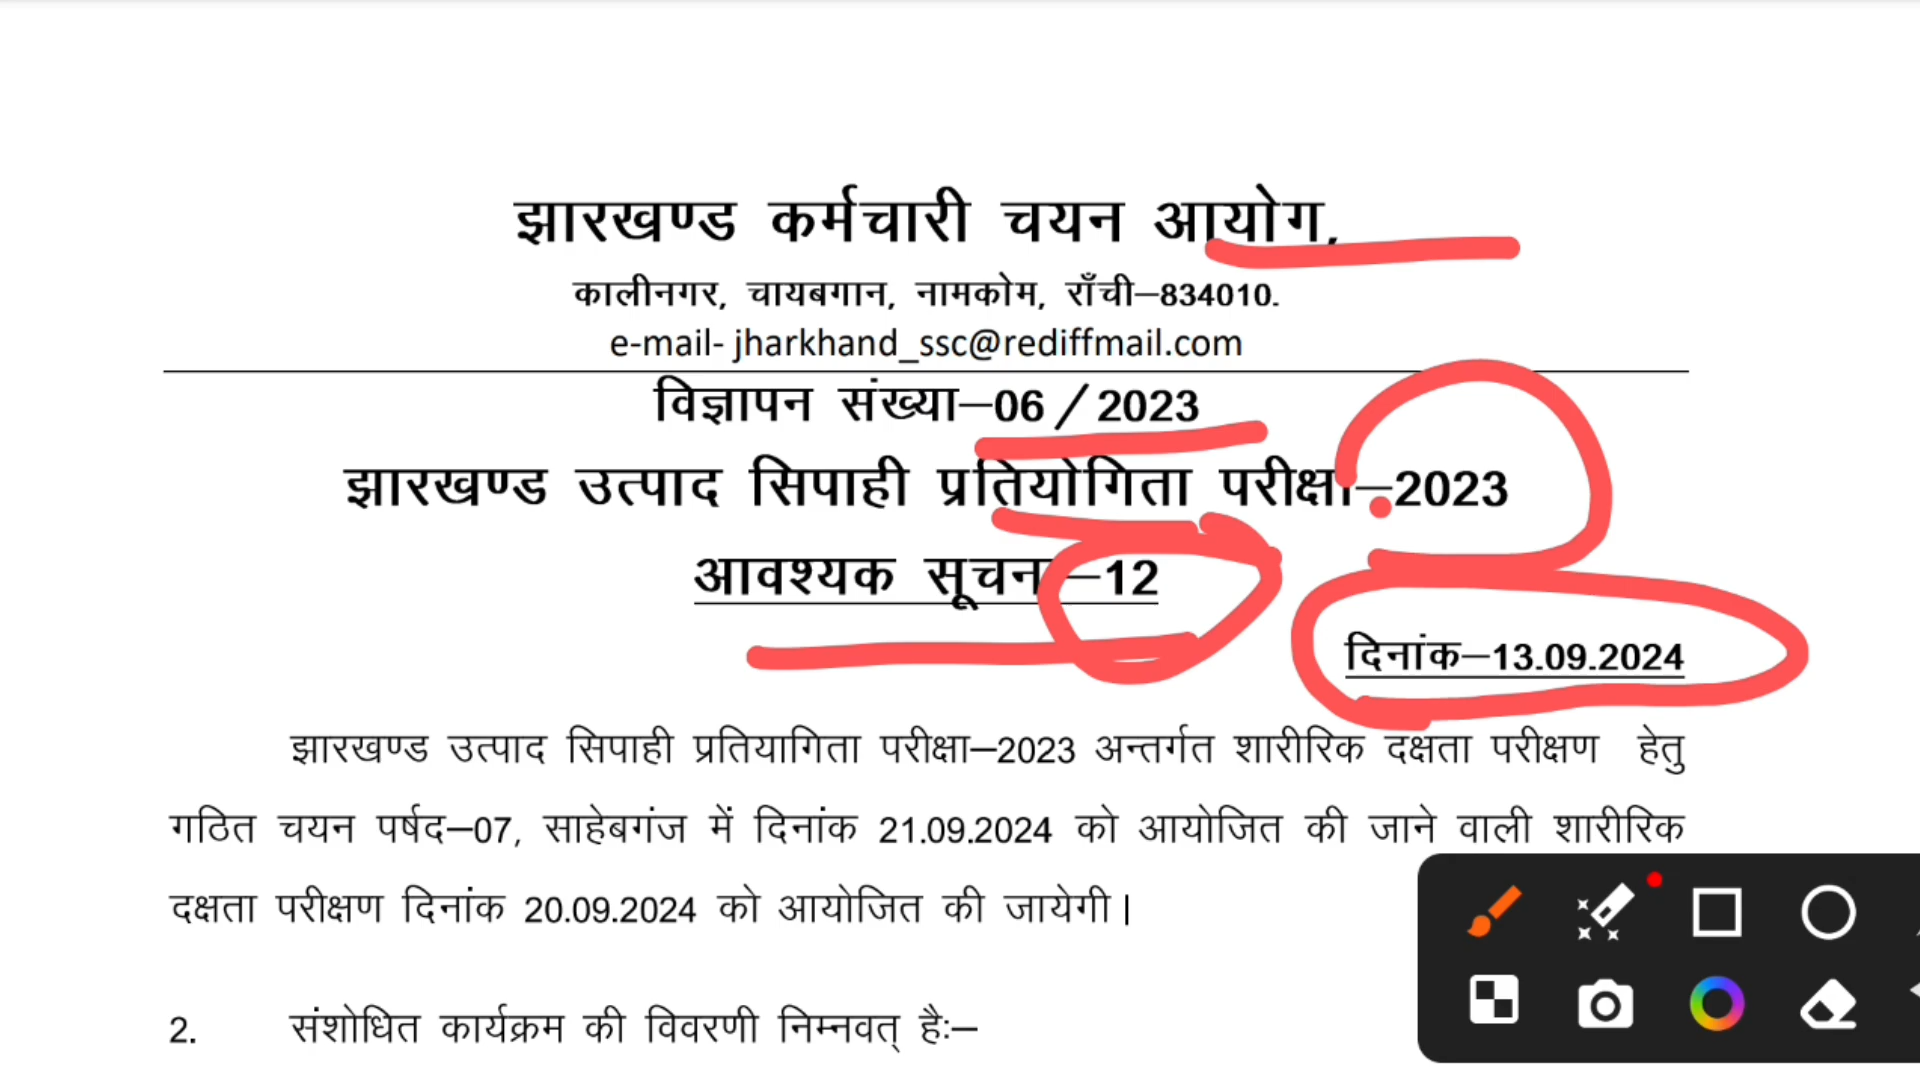 झारखण्ड कर्मचारी चयन आयोग,
कालीनगर, चायबगान, नामकोम, राँची–834010.
e-mail- jharkhand_ssc@rediffmail.com
विज्ञापन संख्या–06/2023
झारखण्ड उत्पाद सिपाही प्रतियोगिता परीक्षा–2023
आवश्यक सूचना–12
दिनांक–13.09.2024
झारखण्ड उत्पाद सिपाही प्रतियागिता परीक्षा–2023 अन्तर्गत शारीरिक दक्षता परीक्षण हेतु
गठित चयन पर्षद–07, साहेबगंज में दिनांक 21.09.2024 को आयोजित की जाने वाली शारीरिक
दक्षता परीक्षण दिनांक 20.09.2024 को आयोजित की जायेगी।
2. संशोधित कार्यक्रम की विवरणी निम्नवत् है:–